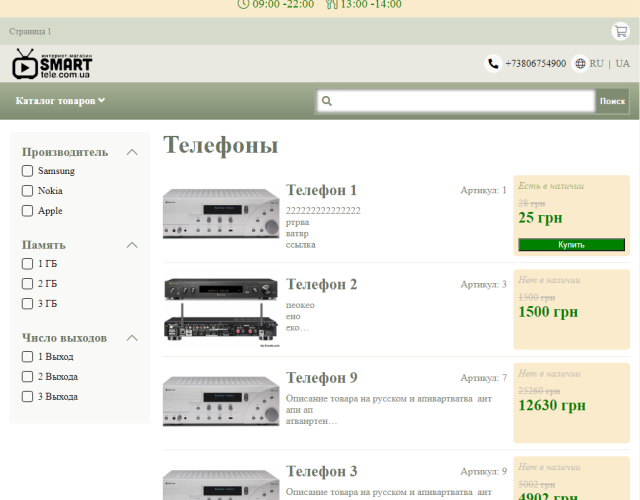 09:00 -22:00 13:00 -14:00
Страница 1
интернет-магазин
SMART
tele.com.ua
+73806754900 RU | UA
Каталог товаров
Поиск
Производитель
Samsung
Nokia
Apple
Память
1 ГБ
2 ГБ
3 ГБ
Число выходов
1 Выход
2 Выхода
3 Выхода
Телефоны
Телефон 1
Артикул: 1
2222222222222222
ртрва
ватвр
ссылка
Есть в наличии
28 грн
25 грн
Купить
Телефон 2
Артикул: 3
пеокео
ено
еко…
Нет в наличии
1500 грн
1500 грн
Телефон 9
Артикул: 7
Описание товара на русском и апиквартватва ант
апи ап
атванртен…
Нет в наличии
25260 грн
12630 грн
Телефон 3
Артикул: 9
Описание товара на русском и апиквартватва ант
Нет в наличии
5002 грн
4902 грн